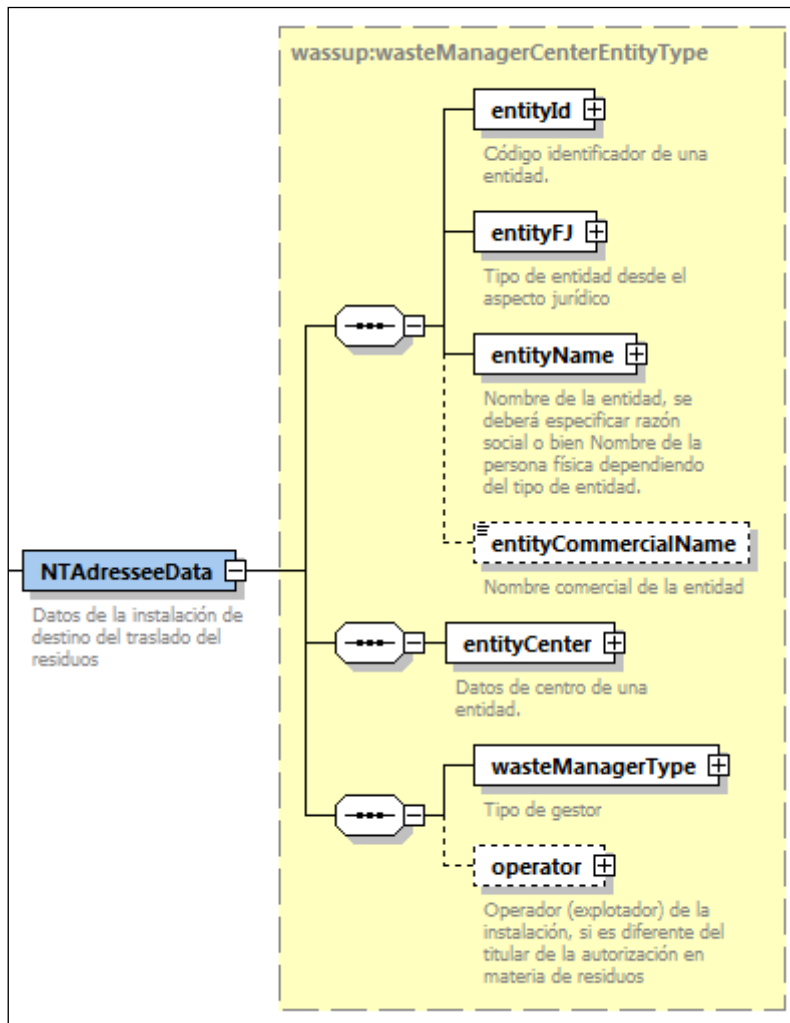 wassup:wasteManagerCenterEntityType
entityId
Código identificador de una
entidad.
entityFJ
Tipo de entidad desde el
aspecto jurídico
entityName
Nombre de la entidad, se
deberá especificar razón
social o bien Nombre de la
persona física dependiendo
del tipo de entidad.
entityCommercialName
Nombre comercial de la entidad
NTAdresseeData
Datos de la instalación de
destino del traslado del
residuos
entityCenter
Datos de centro de una
entidad.
wasteManagerType
Tipo de gestor
operator
Operador (explotador) de la
instalación, si es diferente del
titular de la autorización en
materia de residuos